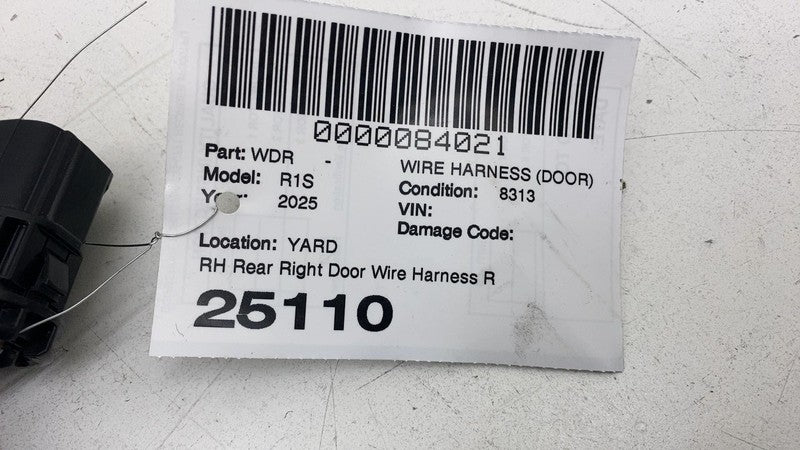 0000084021
Part: WDR - WIRE HARNESS (DOOR)
Model: R1S Condition: 8313
Year: 2025 VIN:
Damage Code:
Location: YARD
RH Rear Right Door Wire Harness R
25110